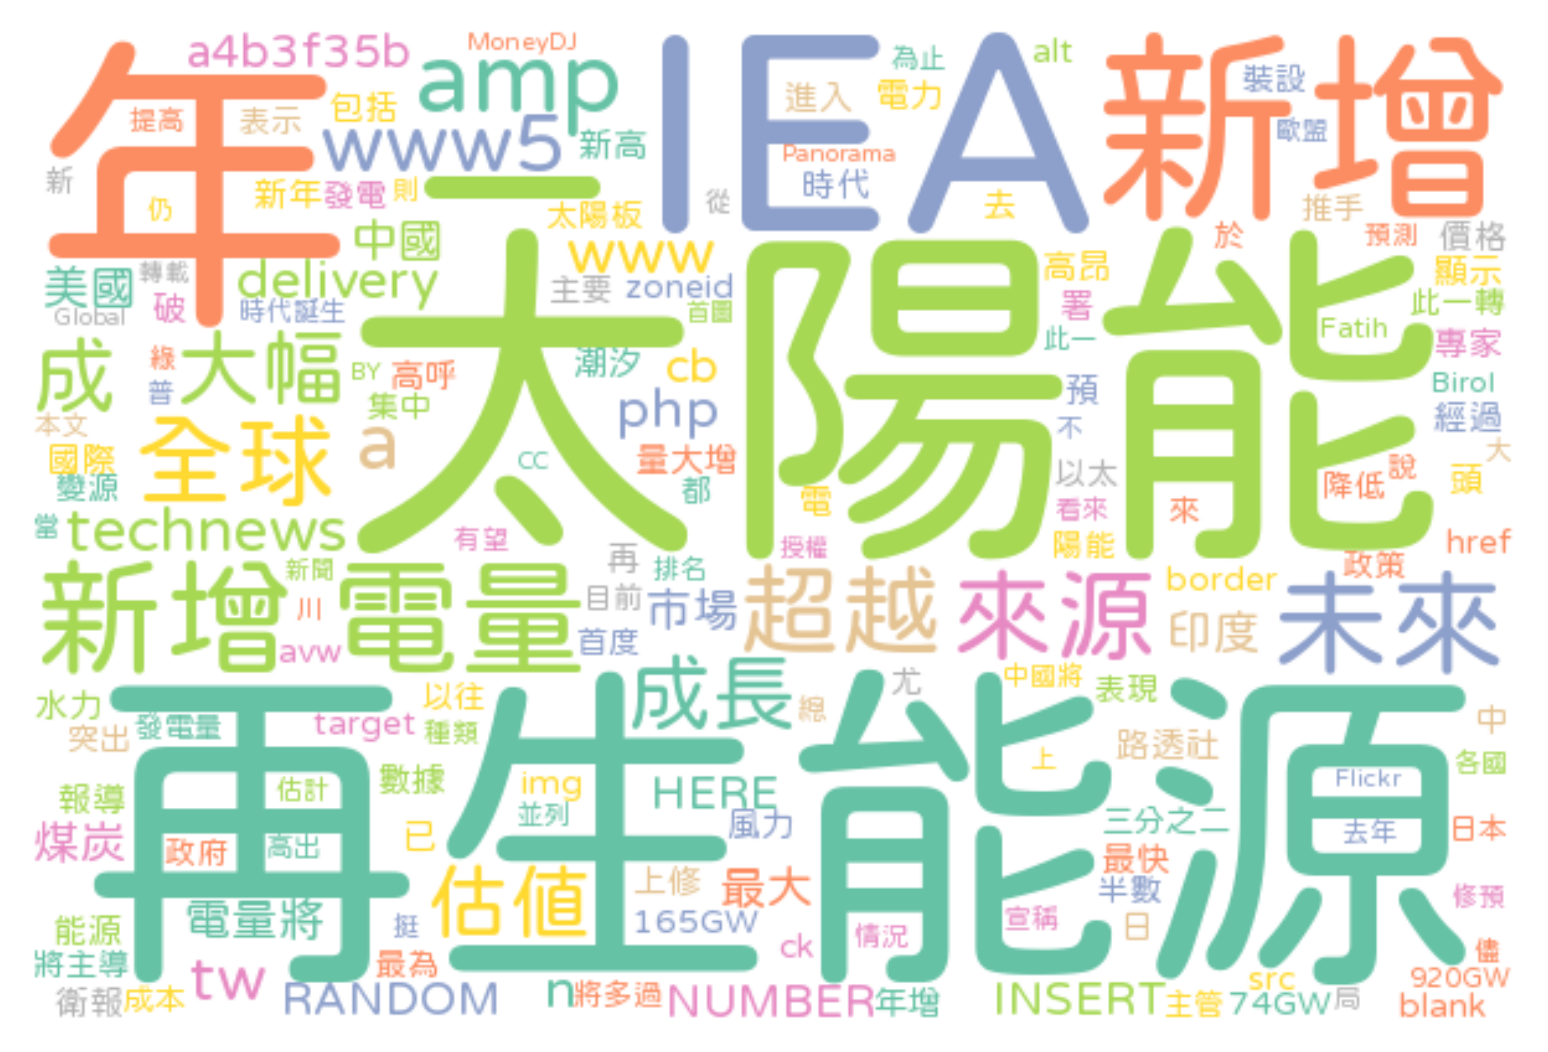 a4b3f35b
MoneyDJ
amp
IEA
為止
alt
新增
年
提高
表示
包括
www5
新高
進入
電力
裝設
歐盟
Panorama
時代
新
仍
新年
發電
則
一
太陽板
從
去
推手
中國
www
高昂
於
預測
價格
美國
轉載
delivery
主要
zoneid
顯示
Global
破
時代誕生
首圖
署
此一轉
太陽能
此一
Fatih
專家
成
綠
大幅
BY
高呼
潮汐
cb
普
集中
php
預
Birol
本文
全球
a
不
經過
國際
cc
量大增
以太
降低
說
大
變源
都
電
頭
當
technews
有望
看來
來
授權
陽能
href
新增
新聞
電量
再
排名
超越
來源
border
政策
未來
川
目前
市場
印度
avw
首度
成長
尤
中國將
表現
水力
以往
總
突出
發電量
target
種類
路透社
中
再生能源
估計
數據
img
HERE
上
Flickr
各國
報導
並列
風力
三分之二
去年
日本
煤炭
政府
高出
已
最快
估值
上修
最大
半數
修預
電量將
挺
165GW
宣稱
日
能源
ck
情況
將主導
tw
最為
src
儘
920GW
衛報
成本
RANDOM
n
將多過
NUMBER
年增
INSERT
主管
74GW
局
blank